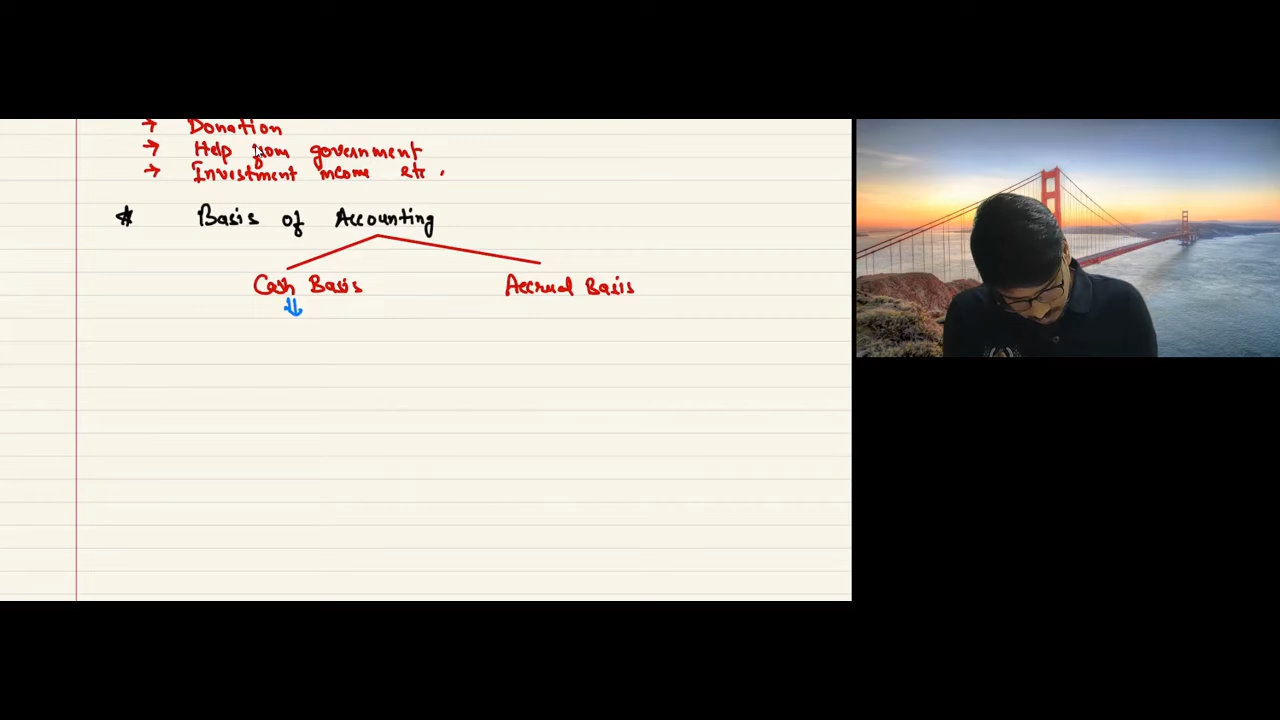 → Donation
→ Help from government
→ Investment income etc.
* Basis of Accounting
Cash Basis Accrual Basis